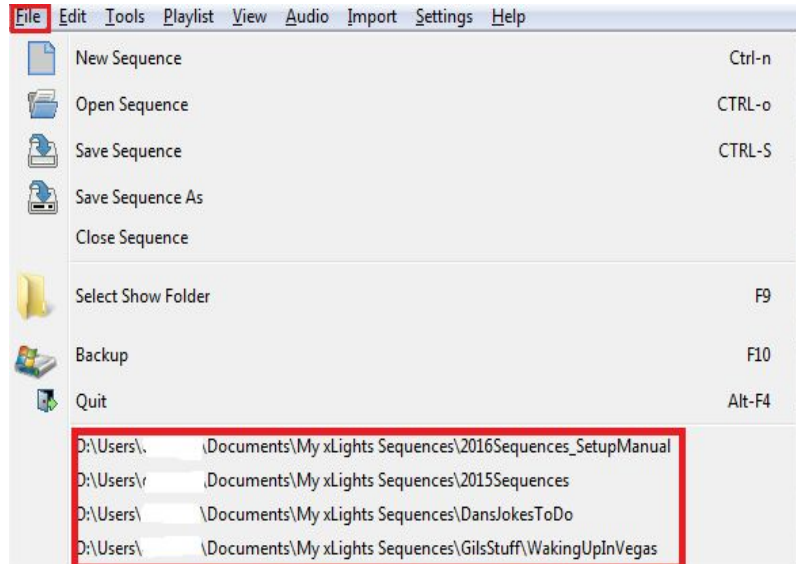 File Edit Tools Playlist View Audio Import Settings Help
New Sequence Ctrl-n
Open Sequence CTRL-o
Save Sequence CTRL-S
Save Sequence As
Close Sequence
Select Show Folder F9
Backup F10
Quit Alt-F4
D:\Users\ \Documents\My xLights Sequences\2016Sequences_SetupManual
D:\Users\ \Documents\My xLights Sequences\2015Sequences
D:\Users\ \Documents\My xLights Sequences\DansJokesToDo
D:\Users\ \Documents\My xLights Sequences\GilsStuff\WakingUpInVegas